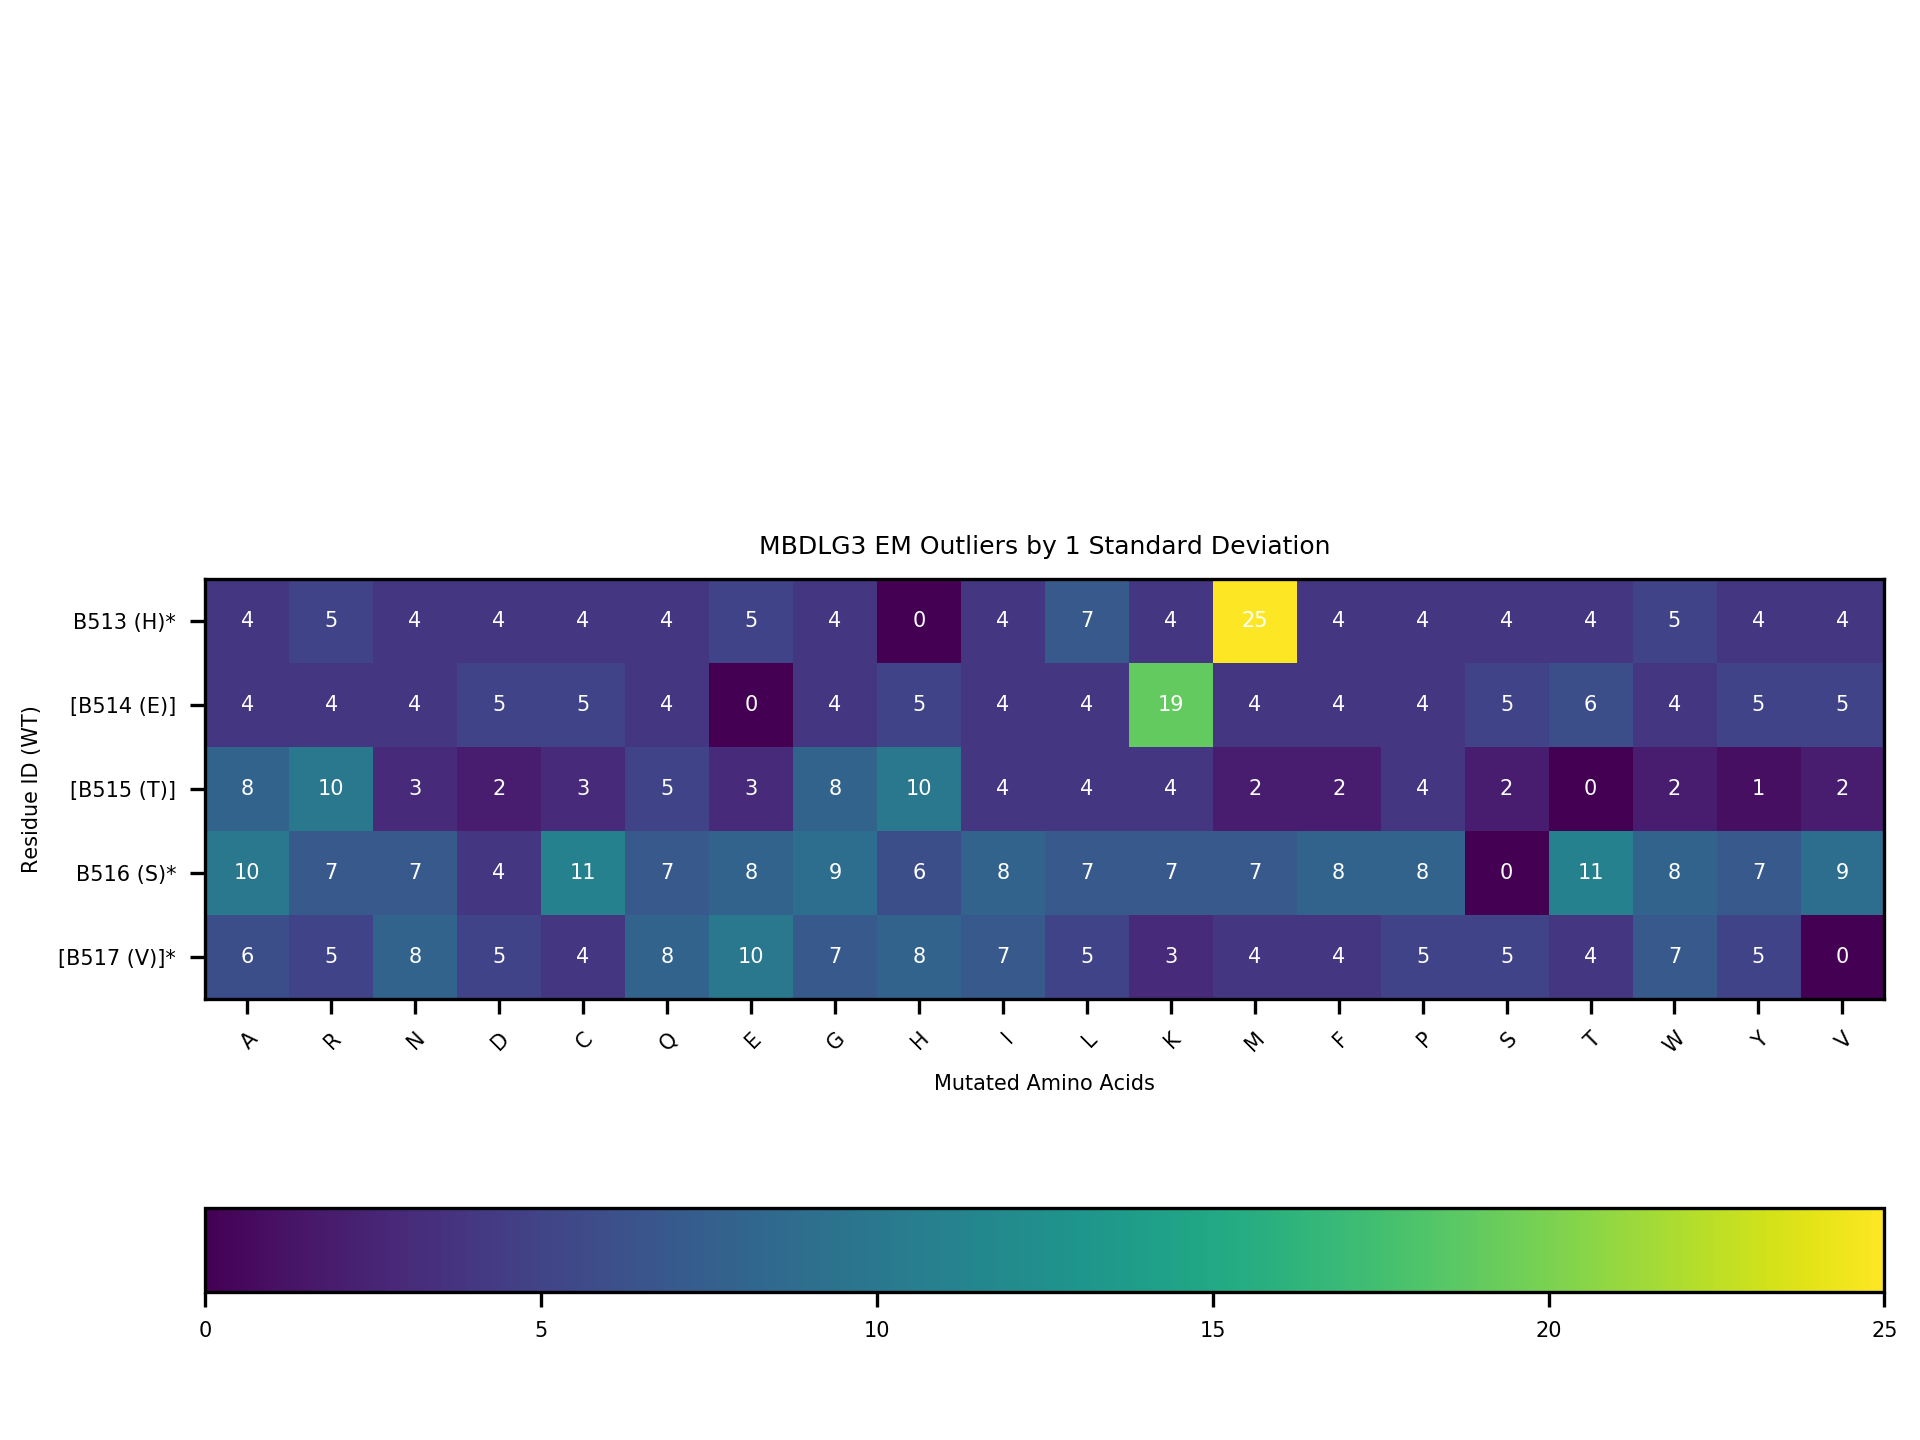 MBDLG3 EM Outliers by 1 Standard Deviation
Residue ID (WT)
B513 (H)* 4 5 4 4 4 4 5 4 0 4 7 4 25 4 4 4 4 5 4 4
[B514 (E)] 4 4 4 5 5 4 0 4 5 4 4 19 4 4 4 5 6 4 5 5
[B515 (T)] 8 10 3 2 3 5 3 8 10 4 4 4 2 2 4 2 0 2 1 2
B516 (S)* 10 7 7 4 11 7 8 9 6 8 7 7 7 8 8 0 11 8 7 9
[B517 (V)]* 6 5 8 5 4 8 10 7 8 7 5 3 4 4 5 5 4 7 5 0
A R N D C Q E G H I L K M F P S T W Y V
Mutated Amino Acids
0 5 10 15 20 25